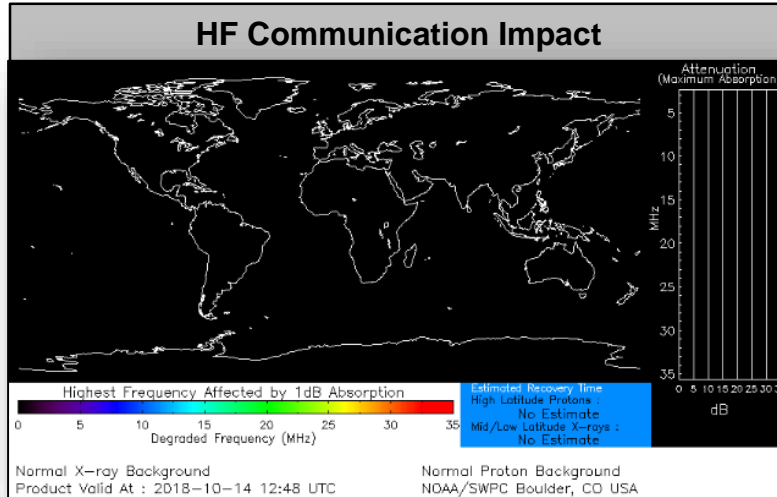 HF Communication Impact
Attenuation
(Maximum Absorption
5
10
15
20
25
30
35
MHz
0 5 10 15 20 25 30
dB
Highest Frequency Affected by 1dB Absorption
0 5 10 15 20 25 30 35
Degraded Frequency (MHz)
Estimated Recovery Time
High Latitude Protons :
No Estimate
Mid/Low Latitude X-rays :
No Estimate
Normal X-ray Background
Product Valid At : 2018-10-14 12:48 UTC
Normal Proton Background
NOAA/SWPC Boulder, CO USA